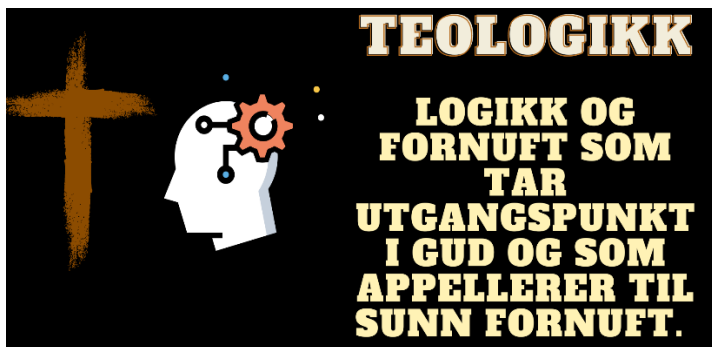 TEOLOGIKK
LOGIKK OG
FORNUFT SOM
TAR
UTGANGSPUNKT
I GUD OG SOM
APPELLERER TIL
SUNN FORNUFT.